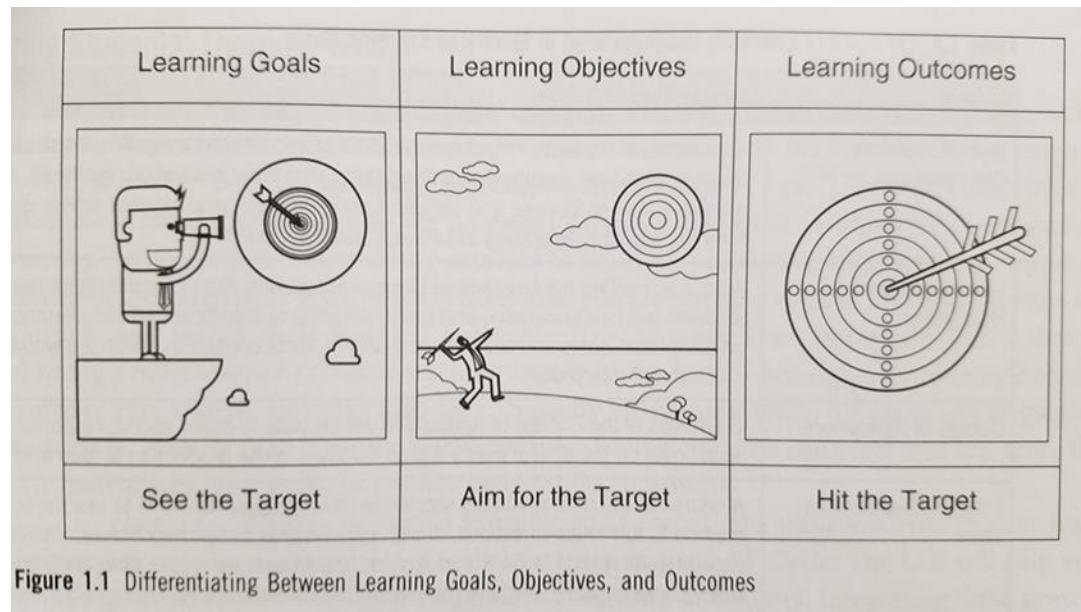 Learning Goals
Learning Objectives
Learning Outcomes
See the Target
Aim for the Target
Hit the Target
Figure 1.1 Differentiating Between Learning Goals, Objectives, and Outcomes